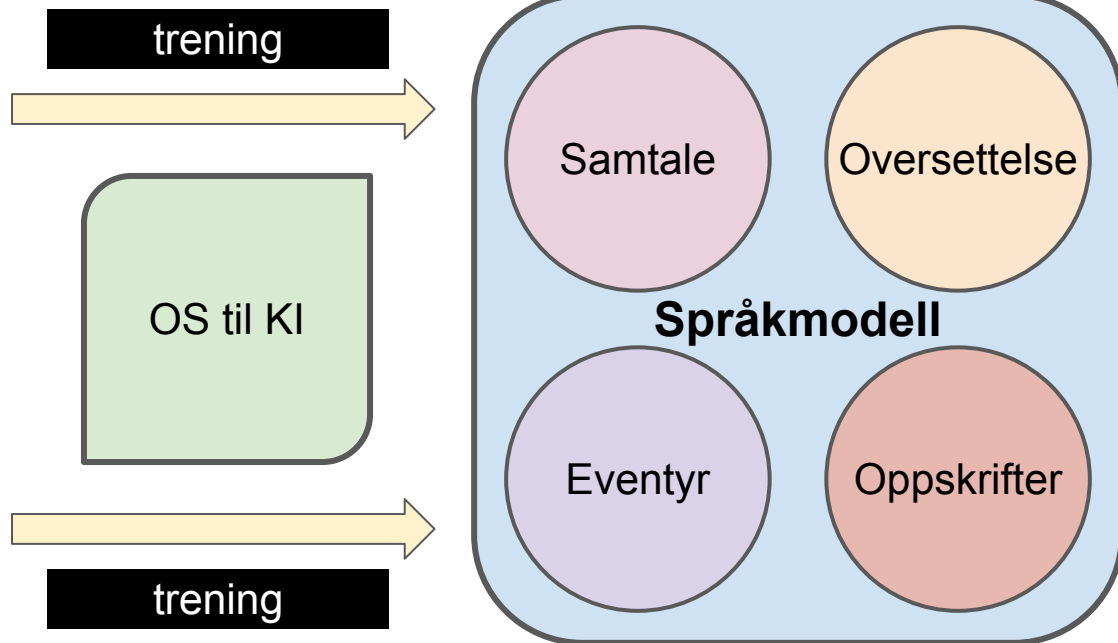 trening
Samtale
Oversettelse
OS til KI
Språkmodell
Eventyr
Oppskrifter
trening